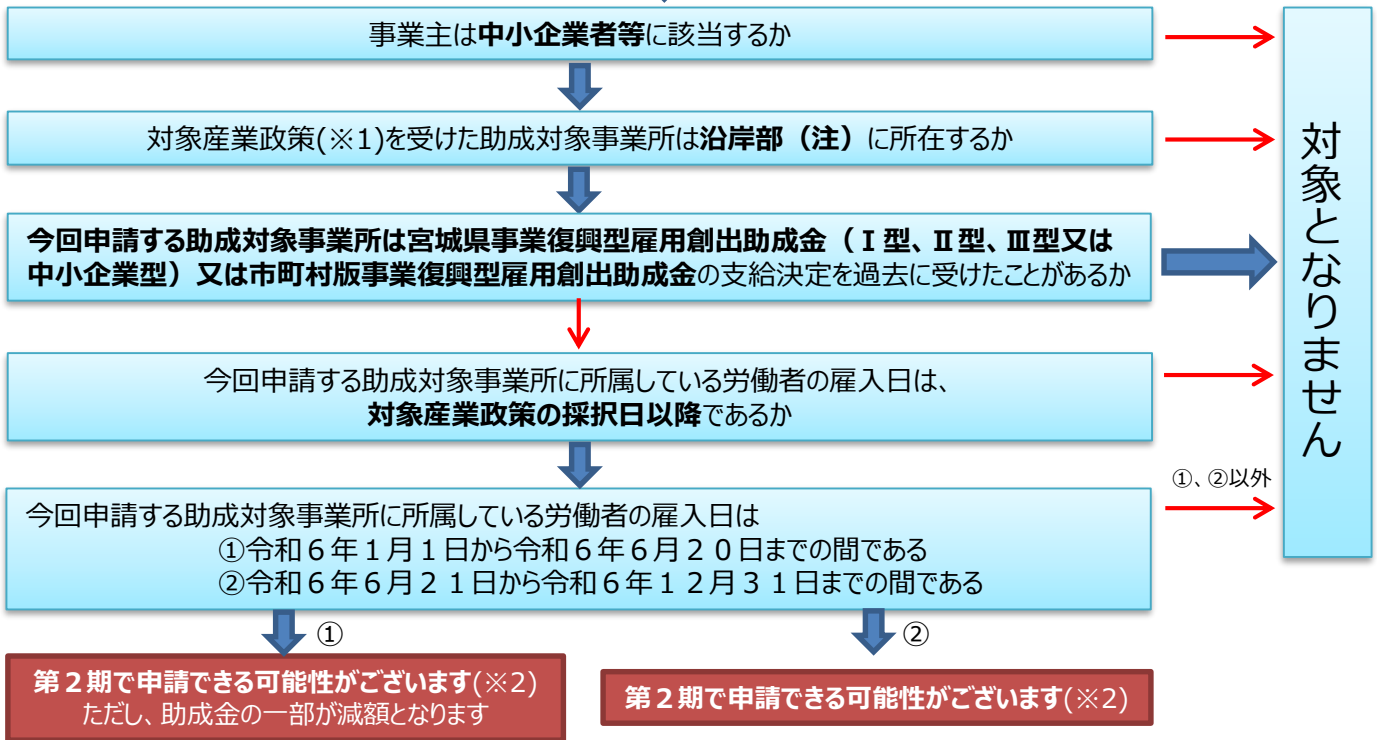 事業主は中小企業者等に該当するか
対象産業政策(※1)を受けた助成対象事業所は沿岸部（注）に所在するか
今回申請する助成対象事業所は宮城県事業復興型雇用創出助成金（Ⅰ型、Ⅱ型、Ⅲ型又は
中小企業型）又は市町村版事業復興型雇用創出助成金の支給決定を過去に受けたことがあるか
今回申請する助成対象事業所に所属している労働者の雇入日は、
対象産業政策の採択日以降であるか
①、②以外
今回申請する助成対象事業所に所属している労働者の雇入日は
①令和６年１月１日から令和６年６月２０日までの間である
②令和６年６月２１日から令和６年１２月３１日までの間である
①
②
第２期で申請できる可能性がございます(※2)
ただし、助成金の一部が減額となります
第２期で申請できる可能性がございます(※2)
対象となりません